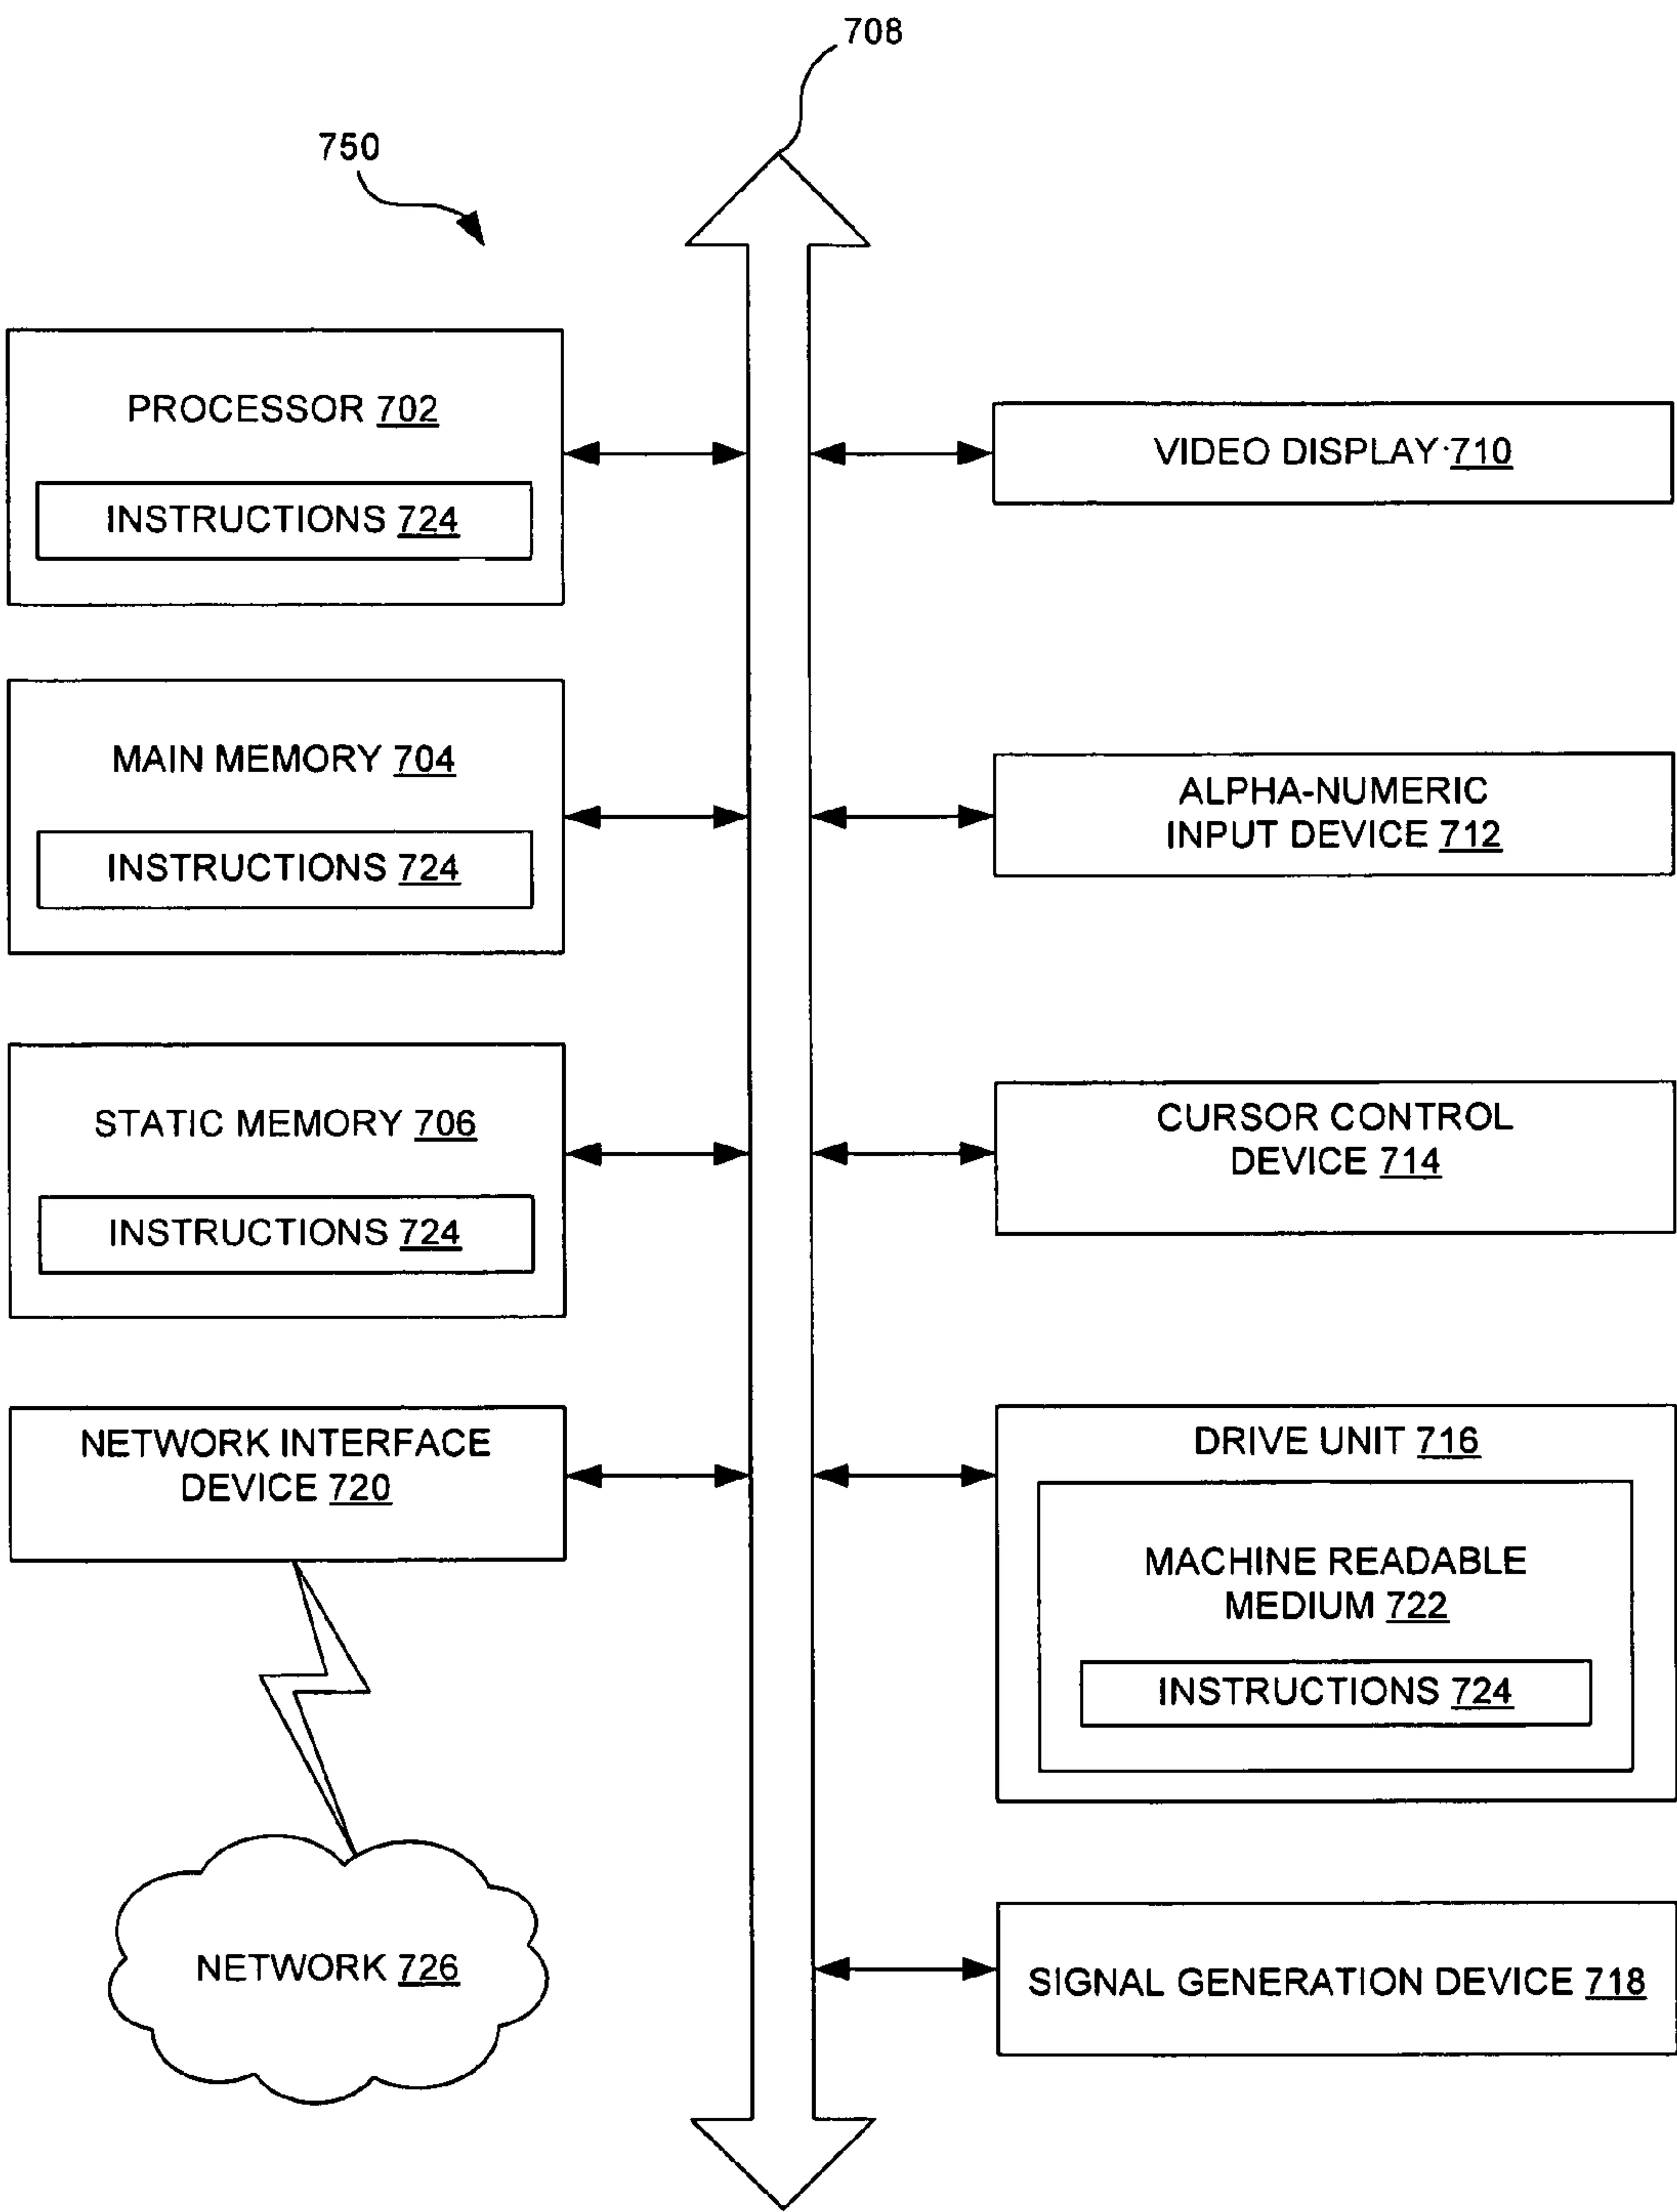 708
750
PROCESSOR 702
INSTRUCTIONS 724
MAIN MEMORY 704
INSTRUCTIONS 724
STATIC MEMORY 706
INSTRUCTIONS 724
NETWORK INTERFACE
DEVICE 720
NETWORK 726
VIDEO DISPLAY 710
ALPHA-NUMERIC
INPUT DEVICE 712
CURSOR CONTROL
DEVICE 714
DRIVE UNIT 716
MACHINE READABLE
MEDIUM 722
INSTRUCTIONS 724
SIGNAL GENERATION DEVICE 718